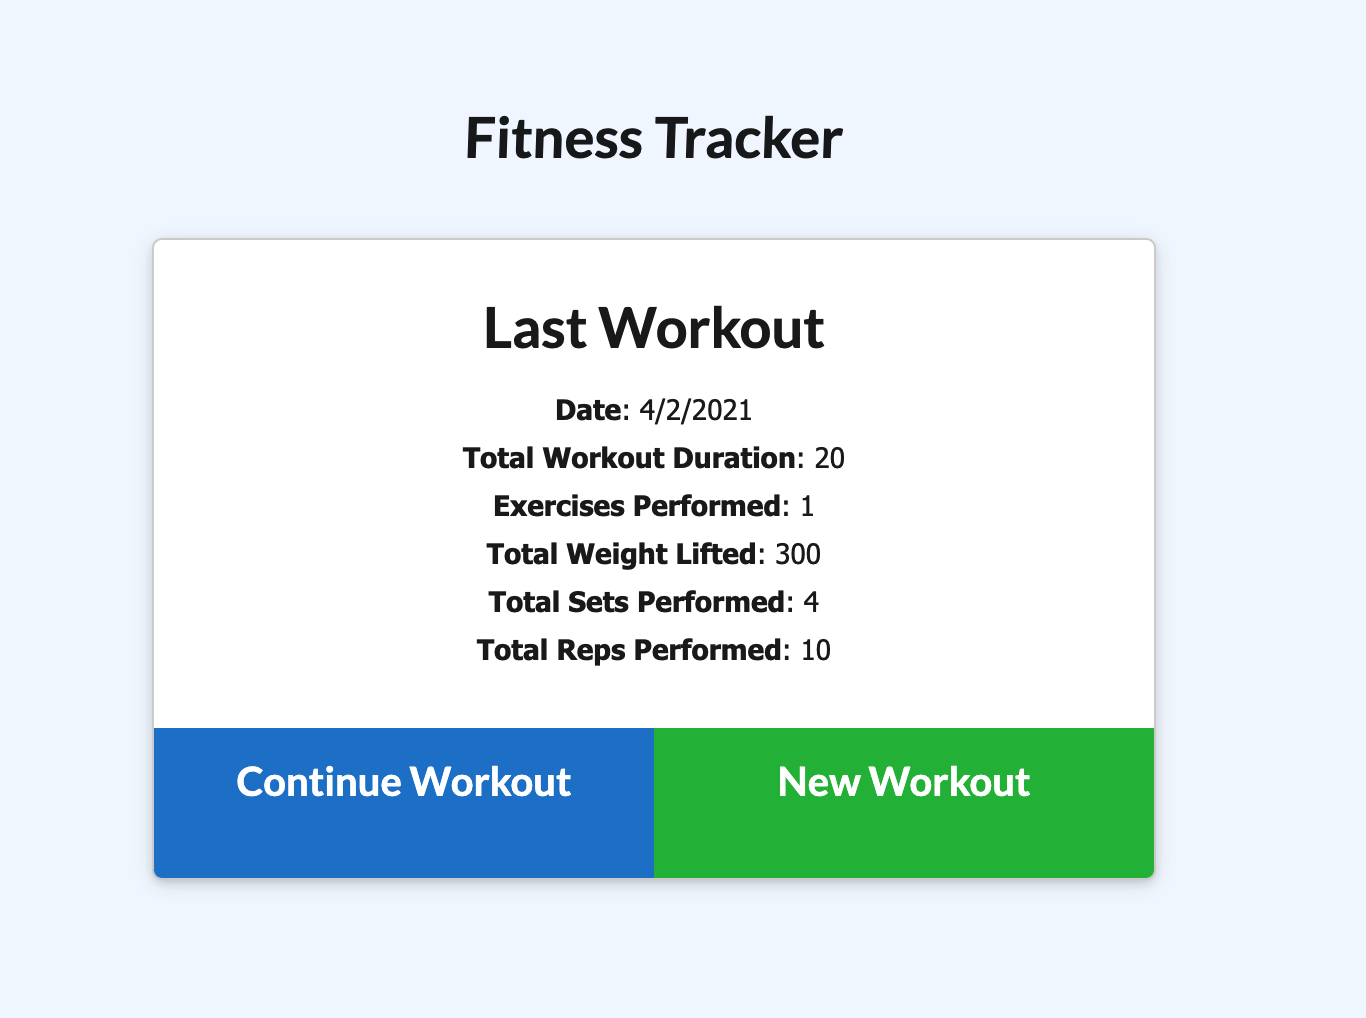 Fitness Tracker
Last Workout
Date: 4/2/2021
Total Workout Duration: 20
Exercises Performed: 1
Total Weight Lifted: 300
Total Sets Performed: 4
Total Reps Performed: 10
Continue Workout
New Workout